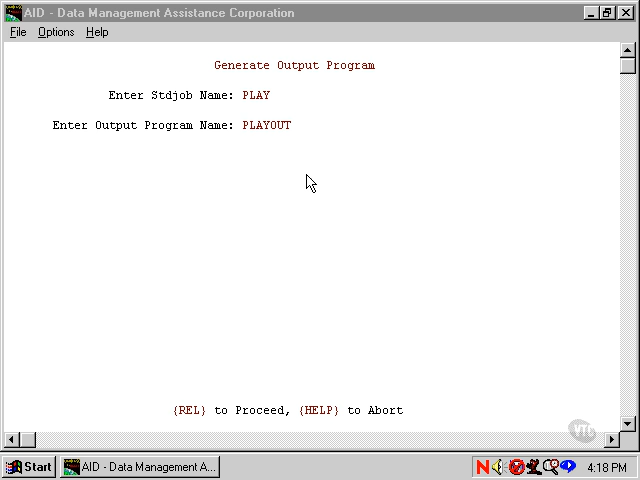 AID - Data Management Assistance Corporation
File Options Help
Generate Output Program
Enter Stdjob Name: PLAY
Enter Output Program Name: PLAYOUT
{REL} to Proceed, {HELP} to Abort
VTC
Start AID - Data Management A... N 4:18 PM